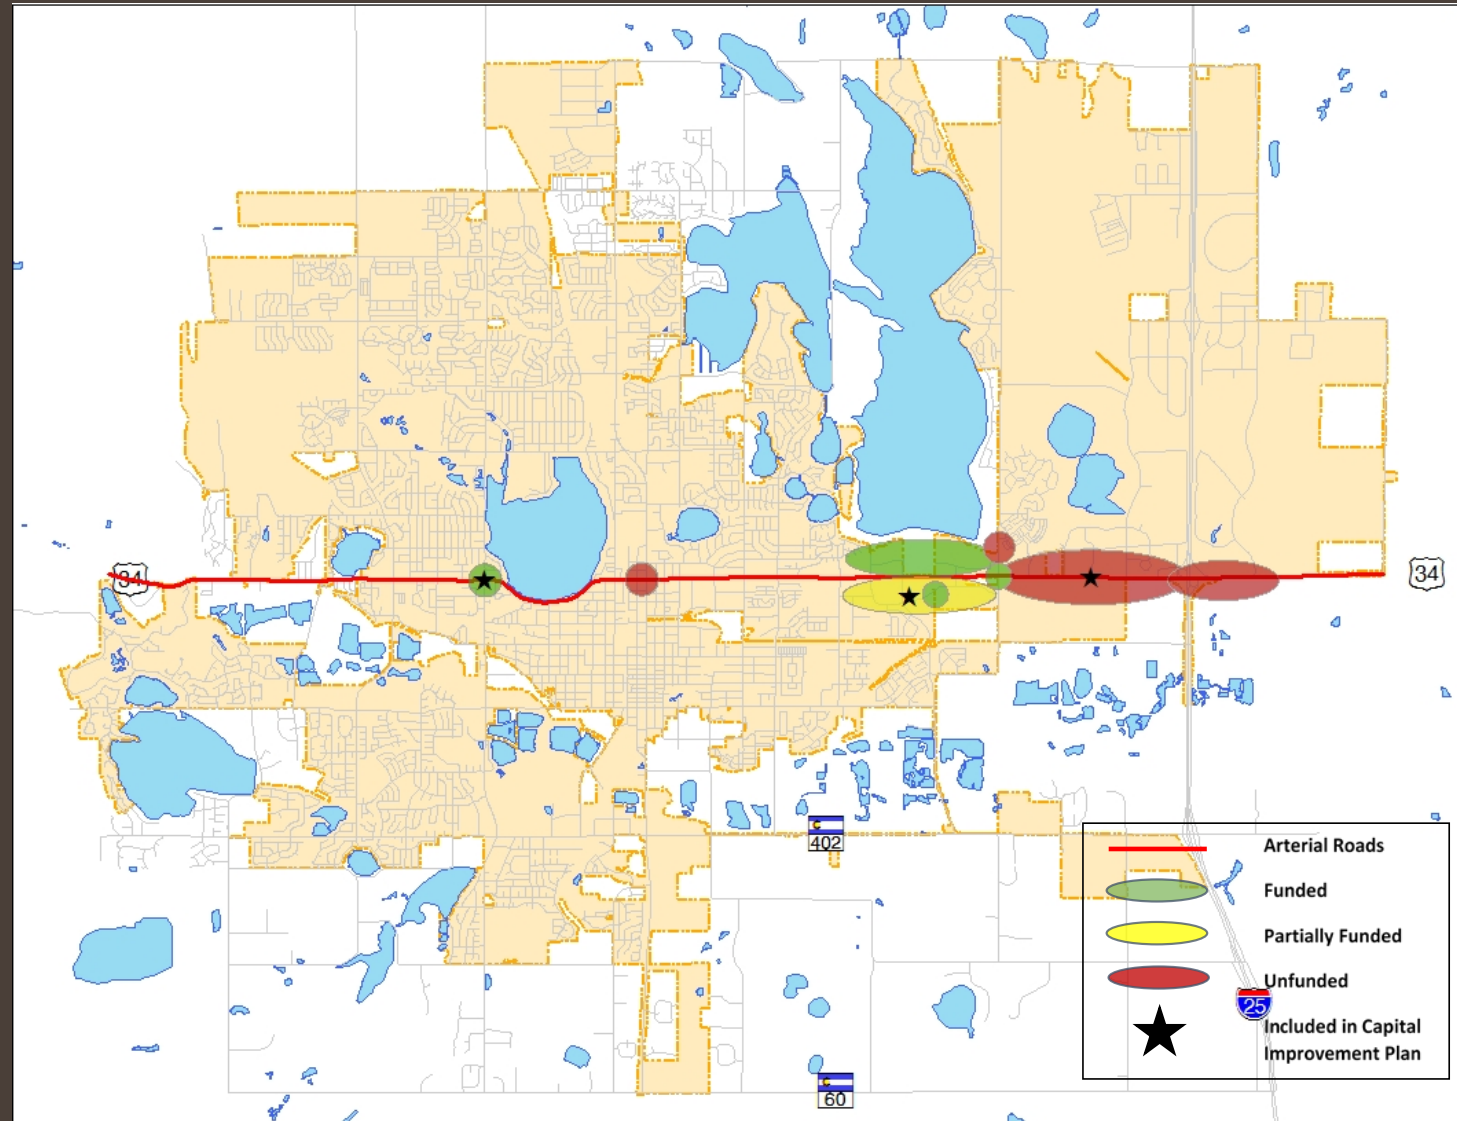 34
34
402
60
Arterial Roads
Funded
Partially Funded
Unfunded
25
Included in Capital
Improvement Plan